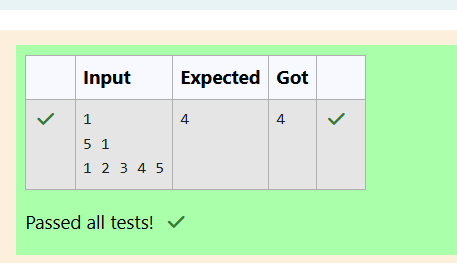 Input Expected Got
1 4 4
5 1
1 2 3 4 5
Passed all tests!